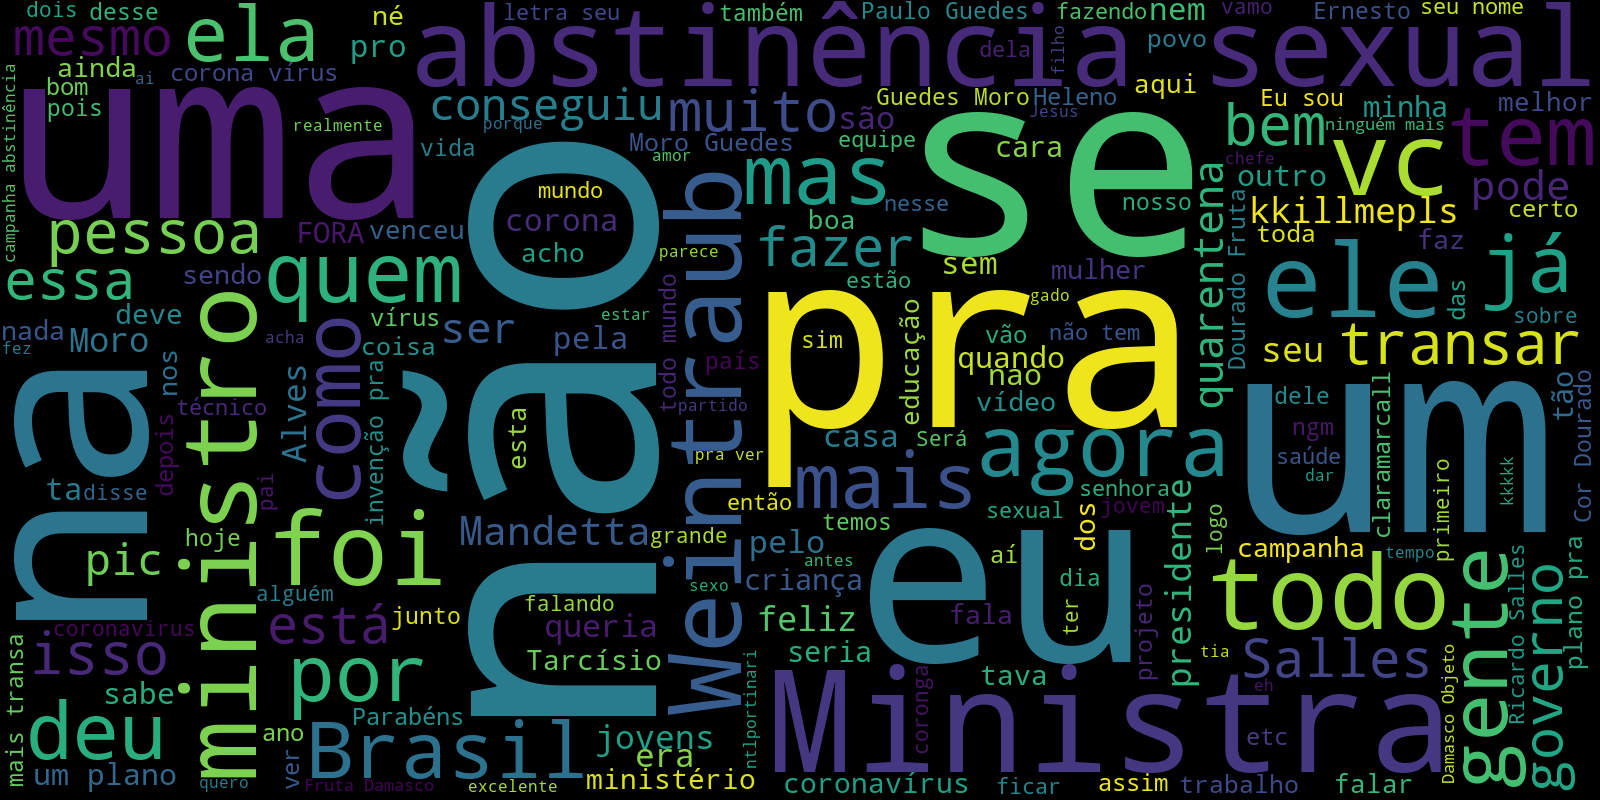 dois desse
mesmo
ela
né
pro
letra seu
também
Paulo Guedes
fazendo
nem
vamo
Ernesto
seu nome
abstinência sexual
dela
filho
povo
ainda
ai
corona vírus
bom
pois
campanha abstinência
uma
realmente
conseguiu
porque
muito
são
Guedes Moro
Heleno
Jesus
aqui
Eu sou
minha
melhor
ninguém mais
bem
vc
tem
vida
Moro Guedes
amor
equipe
cara
se
chefe
outro
pode
mundo
mas
nesse
nosso
kkillmepls
certo
pessoa
FORA
venceu
corona
acho
parece
boa
fazer
sem
mulher
toda
faz
já
essa
sendo
quem
não
estão
gado
quarentena
Dourado Fruta
ele
das
sobre
nada
fez
Moro
deve
nos
acha
vírus
coisa
ser
pela
estar
todo mundo
país
sim
pra
educação
vão
não tem
quando
nao
vídeo
seu
transar
na
ministro
técnico
Alves
como
invenção pra
esta
Weintraub
partido
pra ver
casa
Será
agora
um
dele
ngm
saúde
dar
claramarcall
kkkkk
tão
Cor Dourado
ta
disse
depois
pai
mais
então
temos
senhora
sexual
jovem
dos
presidente
logo
primeiro
pic
hoje
foi
Mandetta
grande
pelo
antes
eu
aí
campanha
tempo
todo
gente
governo
plano pra
alguém
sexo
criança
dia
ter
isso
coronavirus
está
junto
falando
queria
feliz
fala
projeto
tia
Salles
Ricardo Salles
mais transa
sabe
por
Tarcísio
seria
tava
coronga
Ministra
eh
etc
Damasco Objeto
deu
um plano
quero
ano
ver
Parabéns
Brasil
jovens
era
ntlportinari
Fruta Damasco
excelente
ministério
coronavírus
ficar
assim
trabalho
falar